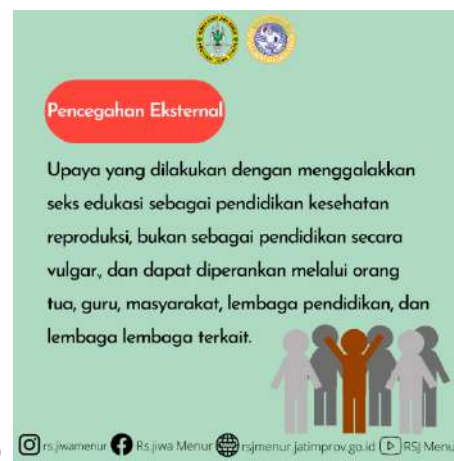 Pencegahan Eksternal
Upaya yang dilakukan dengan menggalakkan
seks edukasi sebagai pendidikan kesehatan
reproduksi, bukan sebagai pendidikan secara
vulgar, dan dapat diperankan melalui orang
tua, guru, masyarakat, lembaga pendidikan, dan
lembaga lembaga terkait.
rs.jiwamenur Rs.jiwa Menur rsjmenur.jatimprov.go.id RSJ Menu